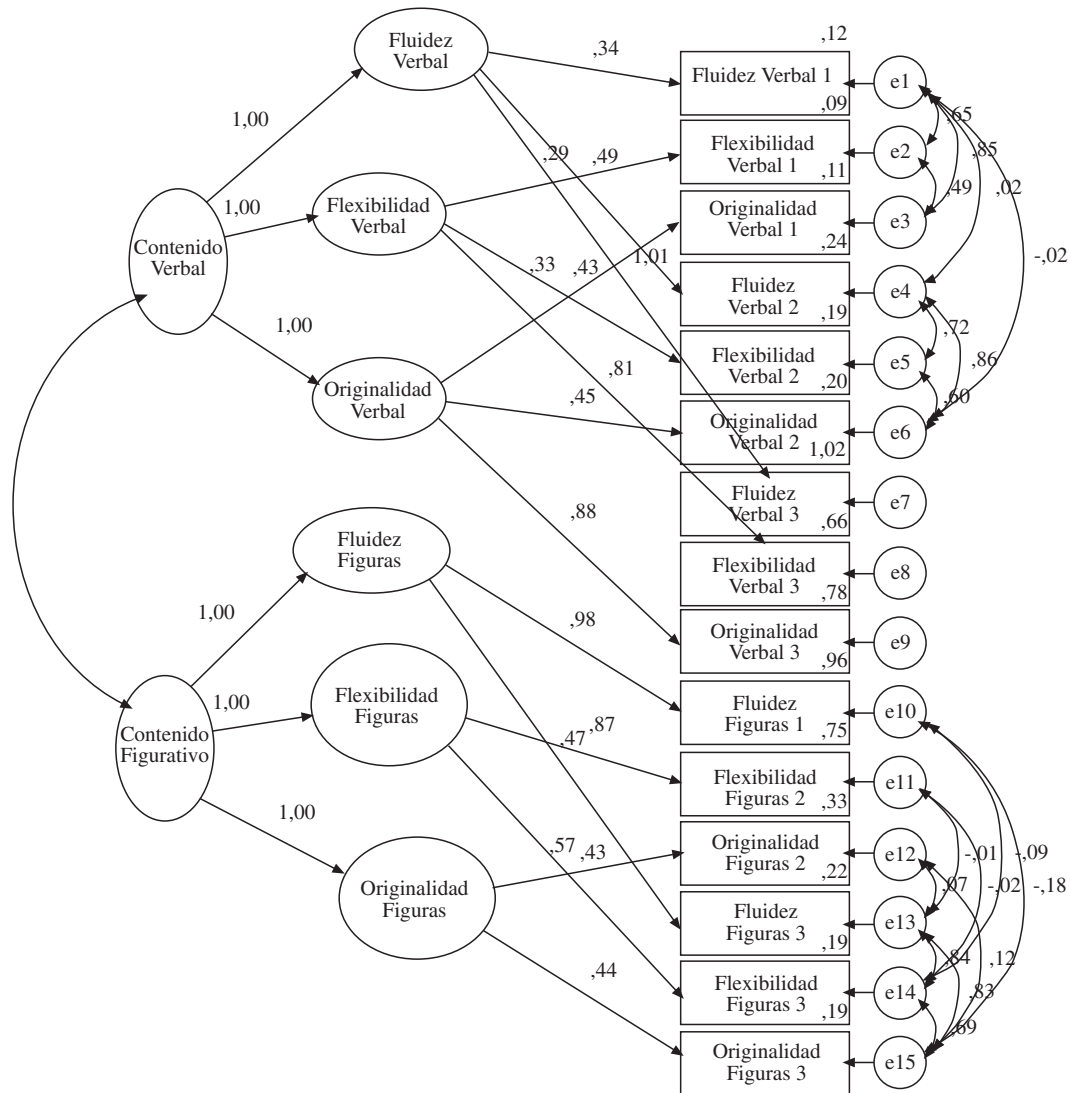 ,12
Fluidez
Verbal
,34
Fluidez Verbal 1
e1
,09
,65
1,00
,29
,49
Flexibilidad
Verbal 1
e2
,85
,11
1,00
Flexibilidad
Verbal
,49
,02
Originalidad
Verbal 1
e3
,24
Contenido
Verbal
,33
,43
1,01
-,02
Fluidez
Verbal 2
e4
,19
1,00
,72
Flexibilidad
Verbal 2
e5
,81
,86
,20
Originalidad
Verbal
,45
,60
Originalidad
Verbal 2
e6
1,02
Fluidez
Verbal 3
e7
,88
,66
Fluidez
Figuras
Flexibilidad
Verbal 3
e8
,78
1,00
,98
Originalidad
Verbal 3
e9
,96
Flexibilidad
Figuras
1,00
Fluidez
Figuras 1
e10
,47
,87
,75
Contenido
Figurativo
Flexibilidad
Figuras 2
e11
,33
1,00
,57
,43
Originalidad
Figuras 2
e12
-,01
-,09
,22
,07
-,02
-,18
Originalidad
Figuras
Fluidez
Figuras 3
e13
,19
,84
,12
,44
Flexibilidad
Figuras 3
e14
,83
,19
,69
Originalidad
Figuras 3
e15